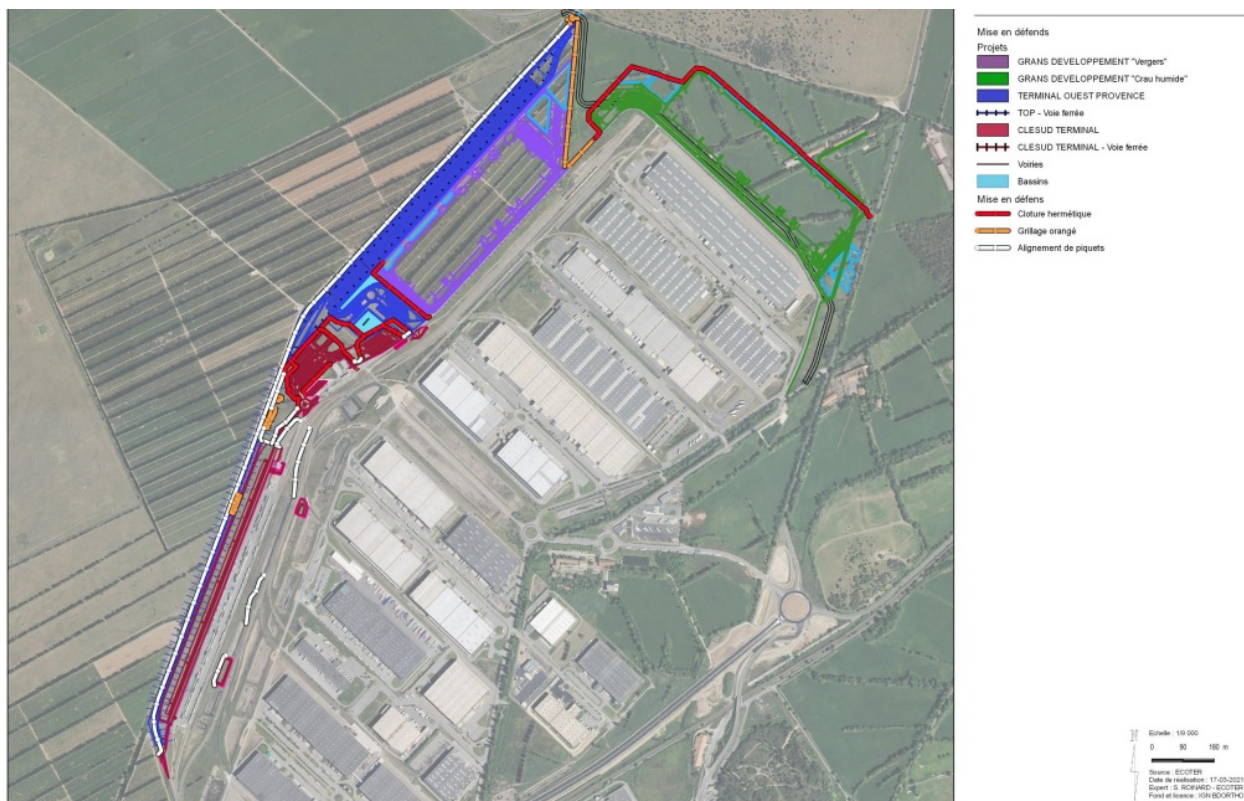 Mise en défends
Projets
GRANS DEVELOPPEMENT "Vergers"
GRANS DEVELOPPEMENT "Crau humide"
TERMINAL OUEST PROVENCE
TOP - Voie ferrée
CLESUD TERMINAL
CLESUD TERMINAL - Voie ferrée
Voiries
Bassins
Mise en défens
Cloture hermétique
Grillage orangé
Alignement de piquets
Echelle : 1/9 000
0 90 180 m
Source : ECOTER
Date de réalisation : 17-03-2021
Expert : S. ROINARD - ECOTER
Fond et licence : IGN BDORTHO